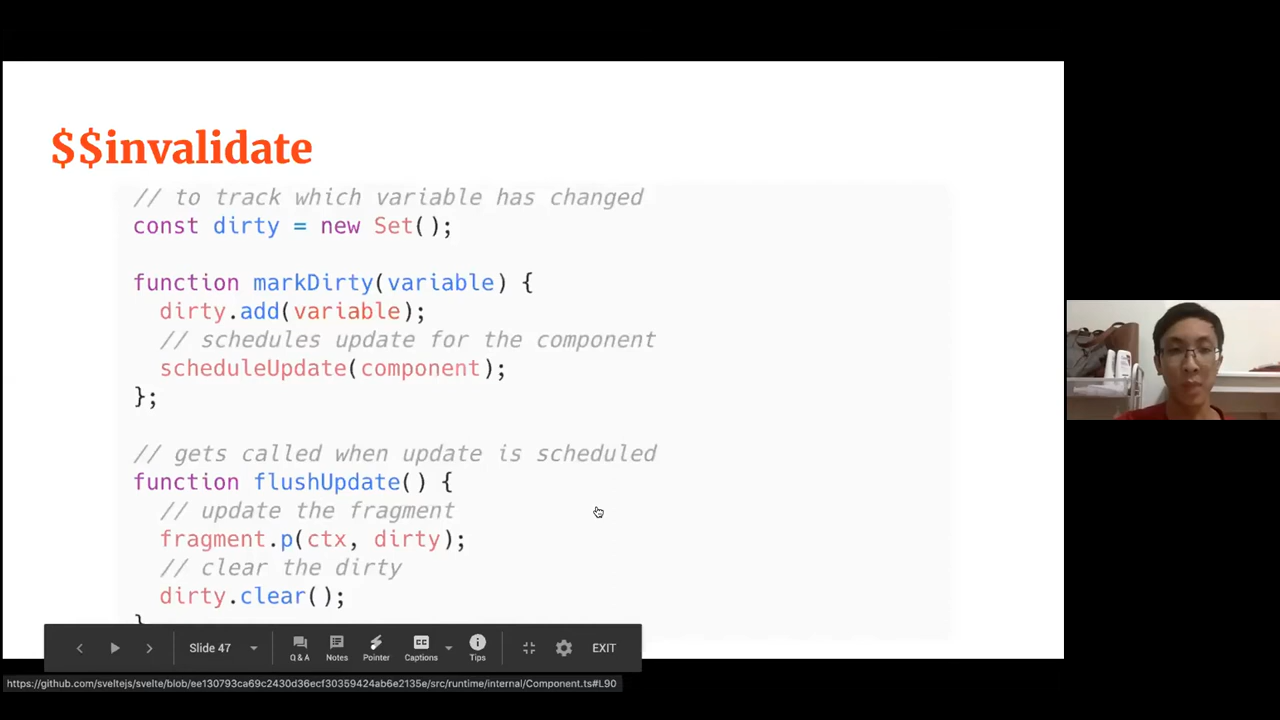 $$invalidate
// to track which variable has changed
const dirty = new Set();
function markDirty(variable) {
dirty.add(variable);
// schedules update for the component
scheduleUpdate(component);
};
// gets called when update is scheduled
function flushUpdate() {
// update the fragment
fragment.p(ctx, dirty);
// clear the dirty
dirty.clear();
}
Slide 47
Q & A
Notes
Pointer
Captions
Tips
EXIT
https://github.com/sveltejs/svelte/blob/ee130793ca69c2430d36ecf30359424ab6e2135e/src/runtime/internal/Component.ts#L90